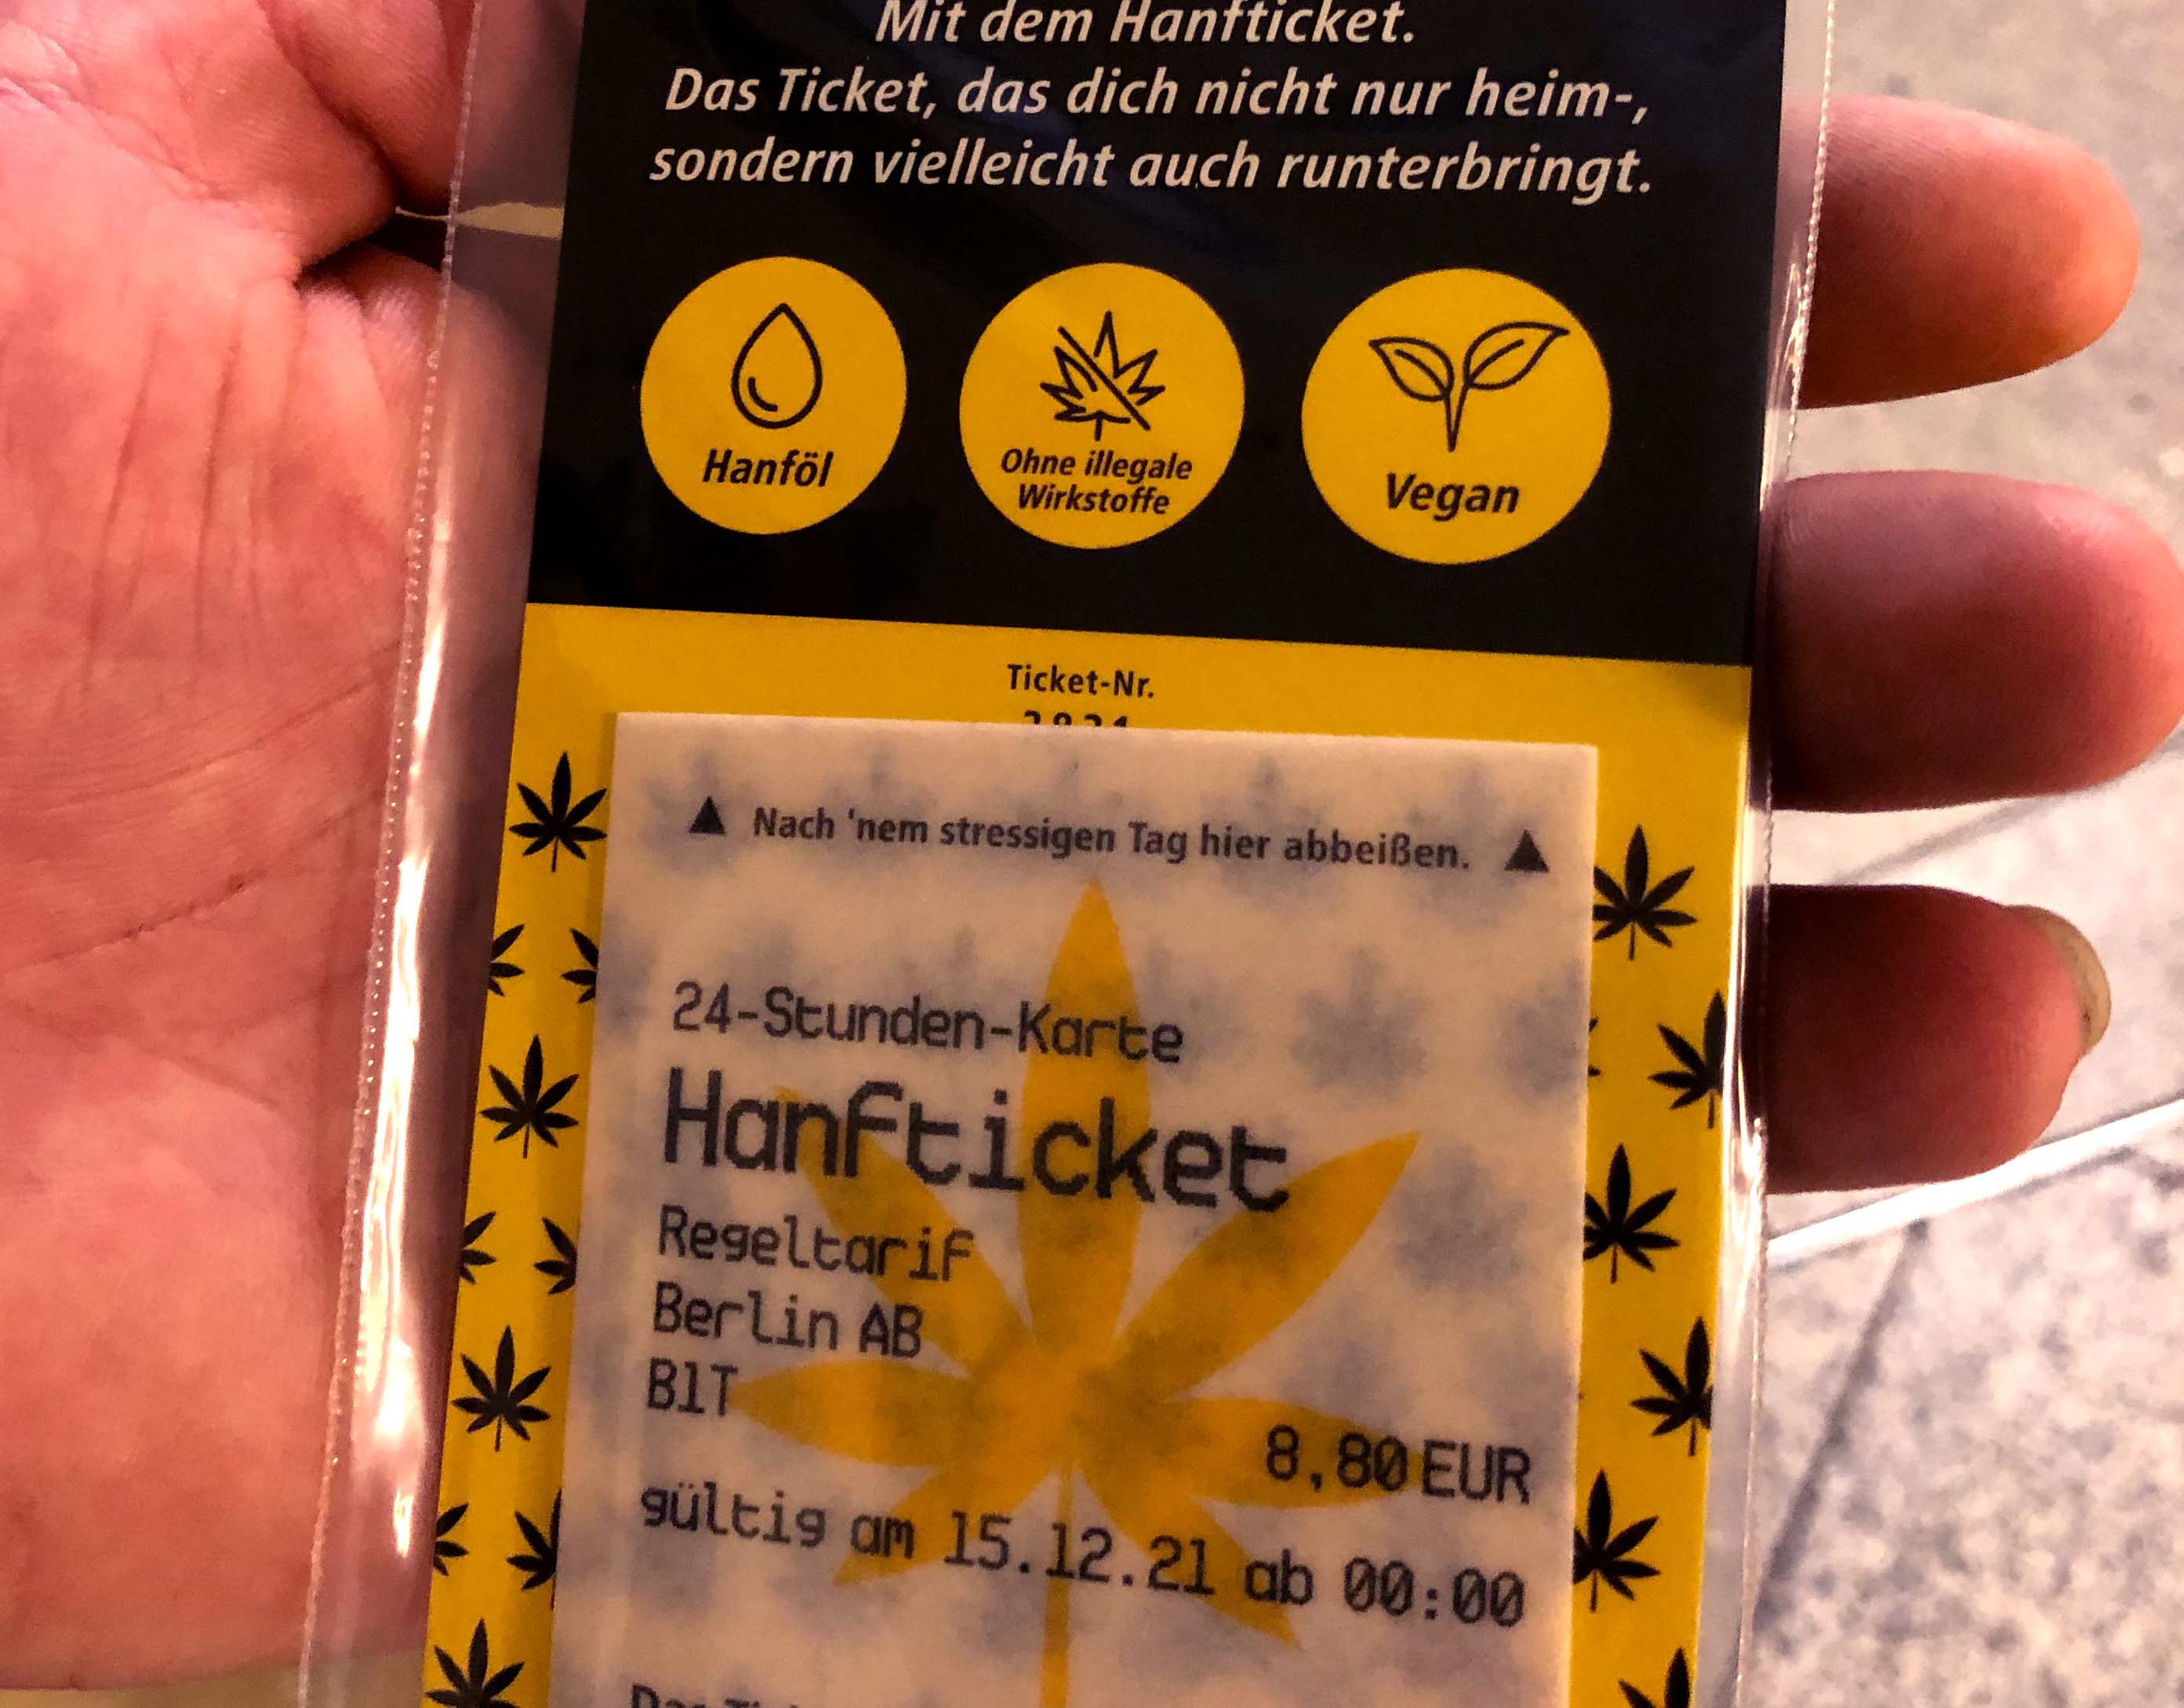 Mit dem Hanfticket.
Das Ticket, das dich nicht nur heim-,
sondern vielleicht auch runterbringt.
Hanföl
Ohne illegale
Wirkstoffe
Vegan
Ticket-Nr.
▲ Nach 'nem stressigen Tag hier abbeißen. ▲
24-Stunden-Karte
Hanfticket
Regeltarif
Berlin AB
B1T
8,80 EUR
gültig am 15.12.21 ab 00:00